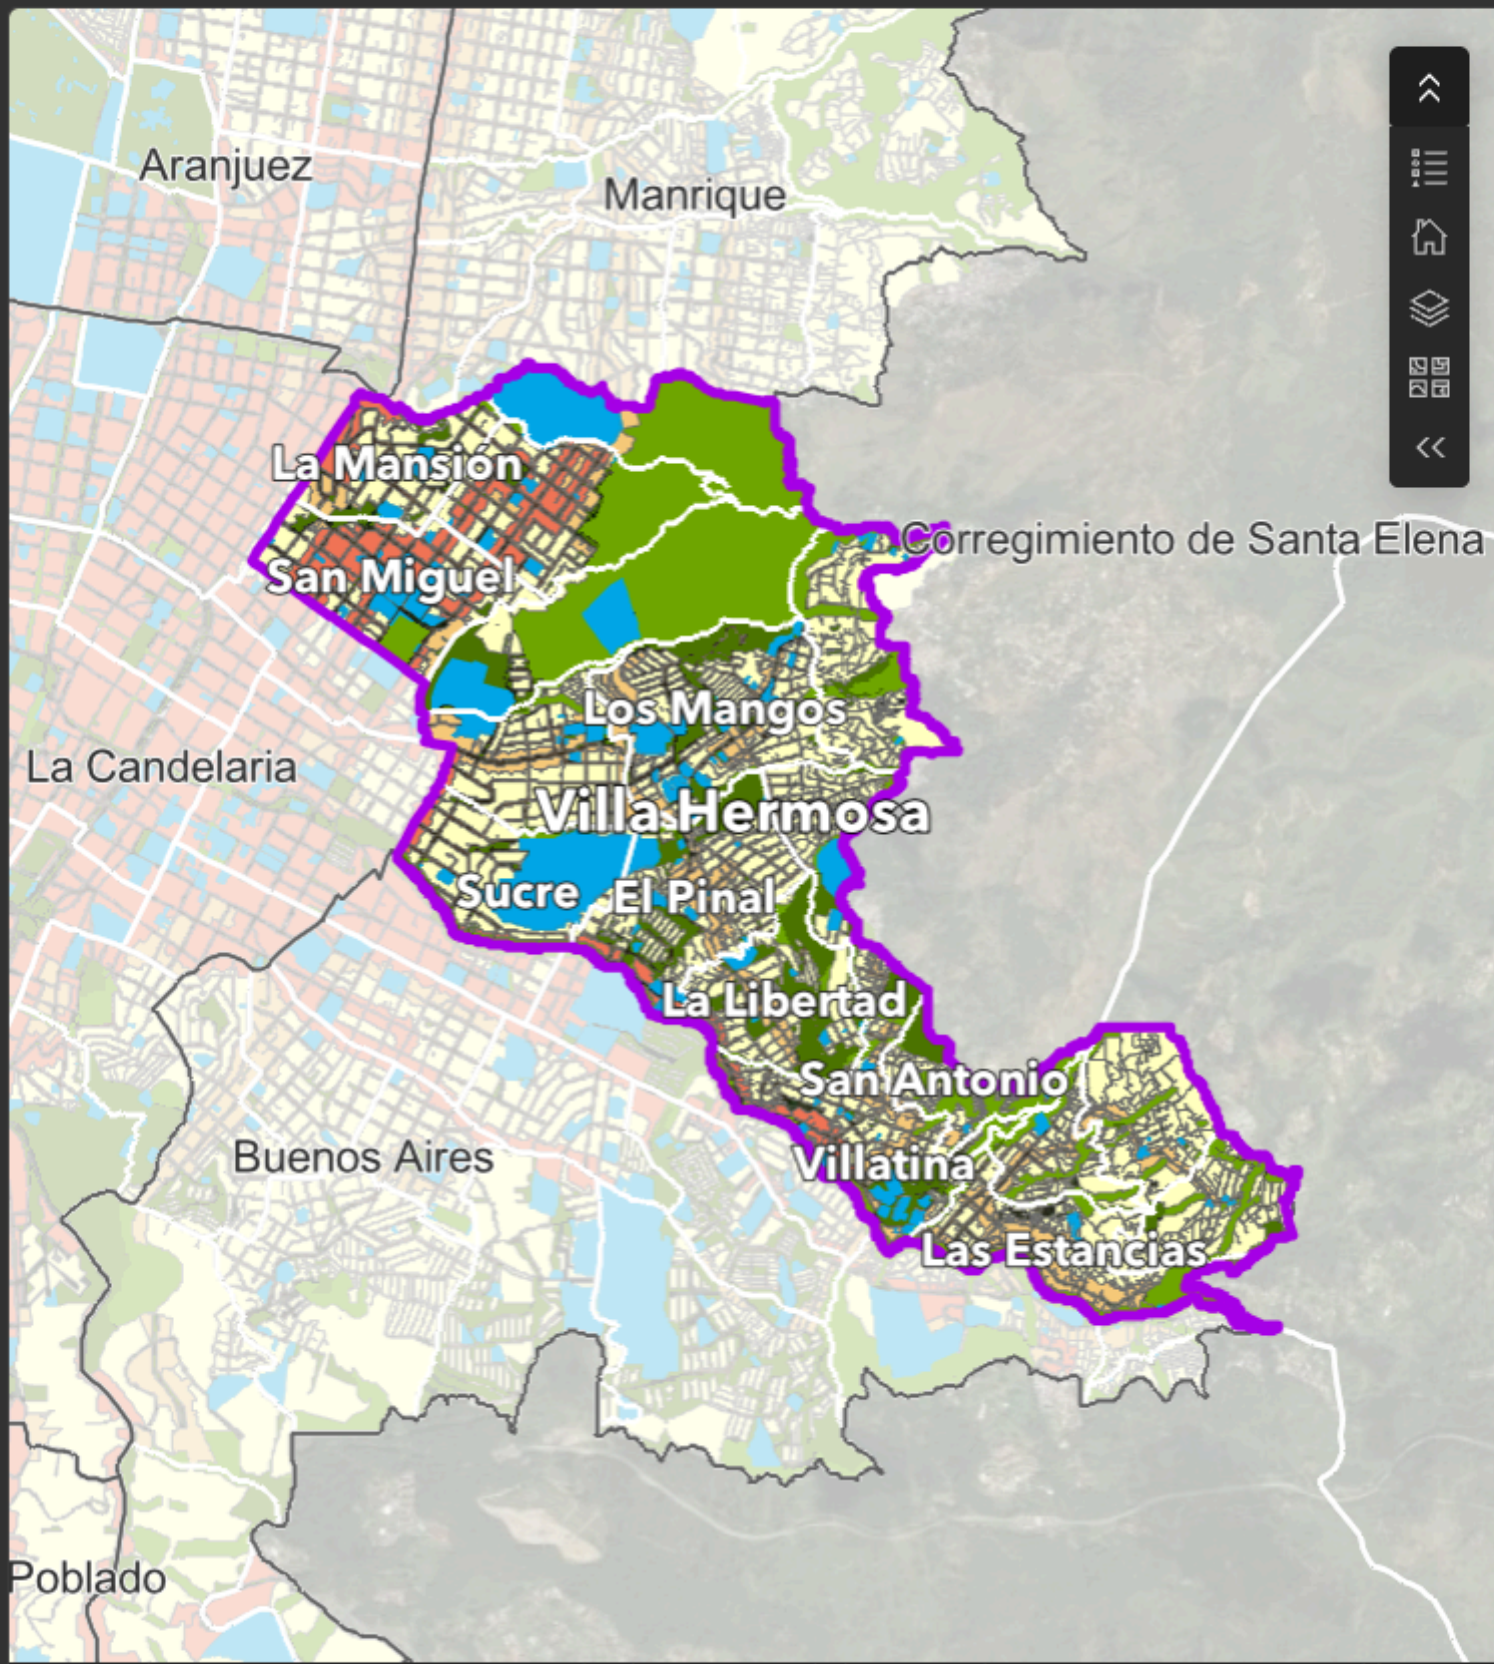 Aranjuez
Manrique
La Mansión
Corregimiento de Santa Elena
San Miguel
Los Mangos
La Candelaria
Villa Hermosa
Sucre
El Pinal
La Libertad
San Antonio
Buenos Aires
Villatina
Las Estancias
Poblado